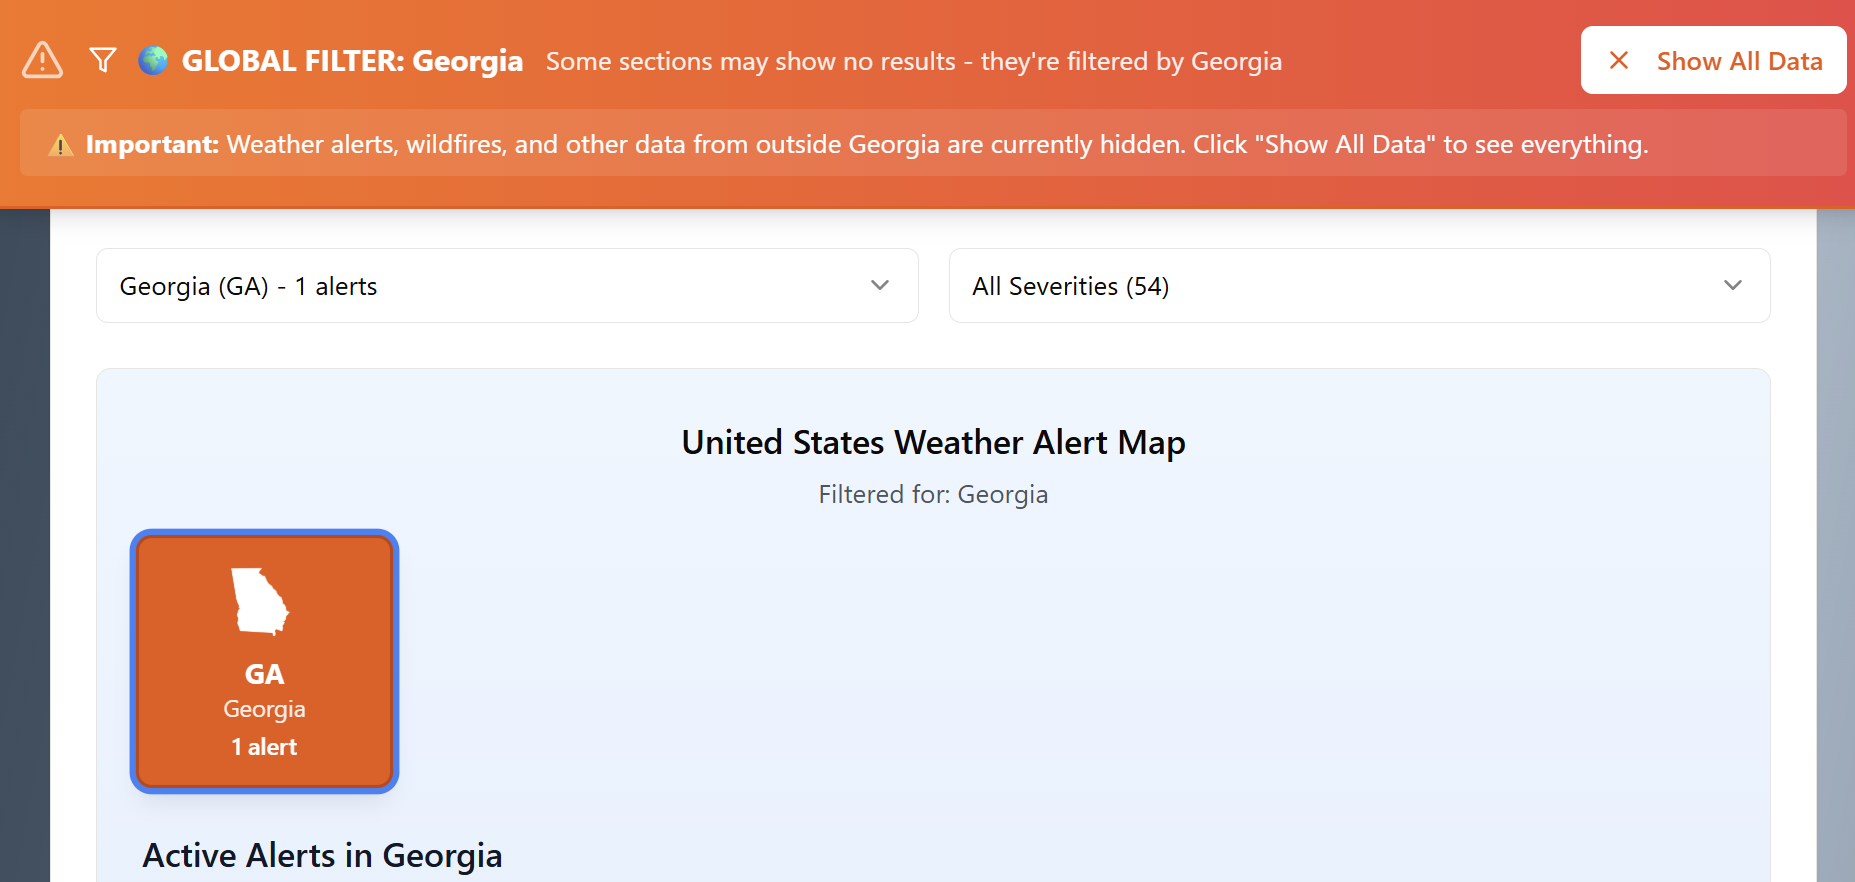 GLOBAL FILTER: Georgia Some sections may show no results - they're filtered by Georgia
Show All Data
Important: Weather alerts, wildfires, and other data from outside Georgia are currently hidden. Click "Show All Data" to see everything.
Georgia (GA) - 1 alerts
All Severities (54)
United States Weather Alert Map
Filtered for: Georgia
GA
Georgia
1 alert
Active Alerts in Georgia